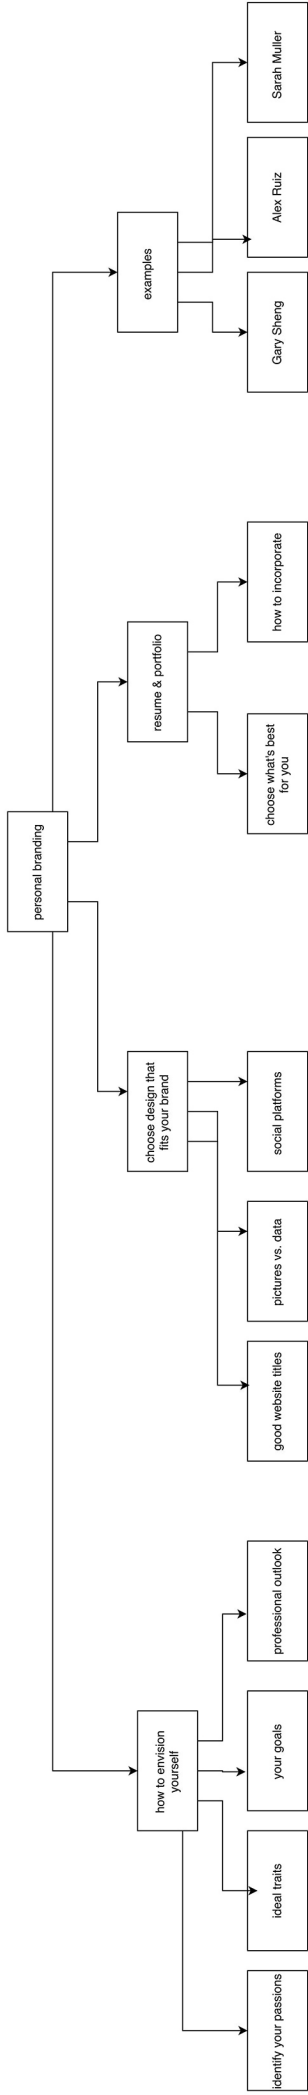 personal branding
how to envision
yourself
choose design that
fits your brand
resume & portfolio
examples
identify your passions
ideal traits
your goals
professional outlook
good website titles
pictures vs. data
social platforms
choose what's best
for you
how to incorporate
Gary Sheng
Alex Ruiz
Sarah Muller